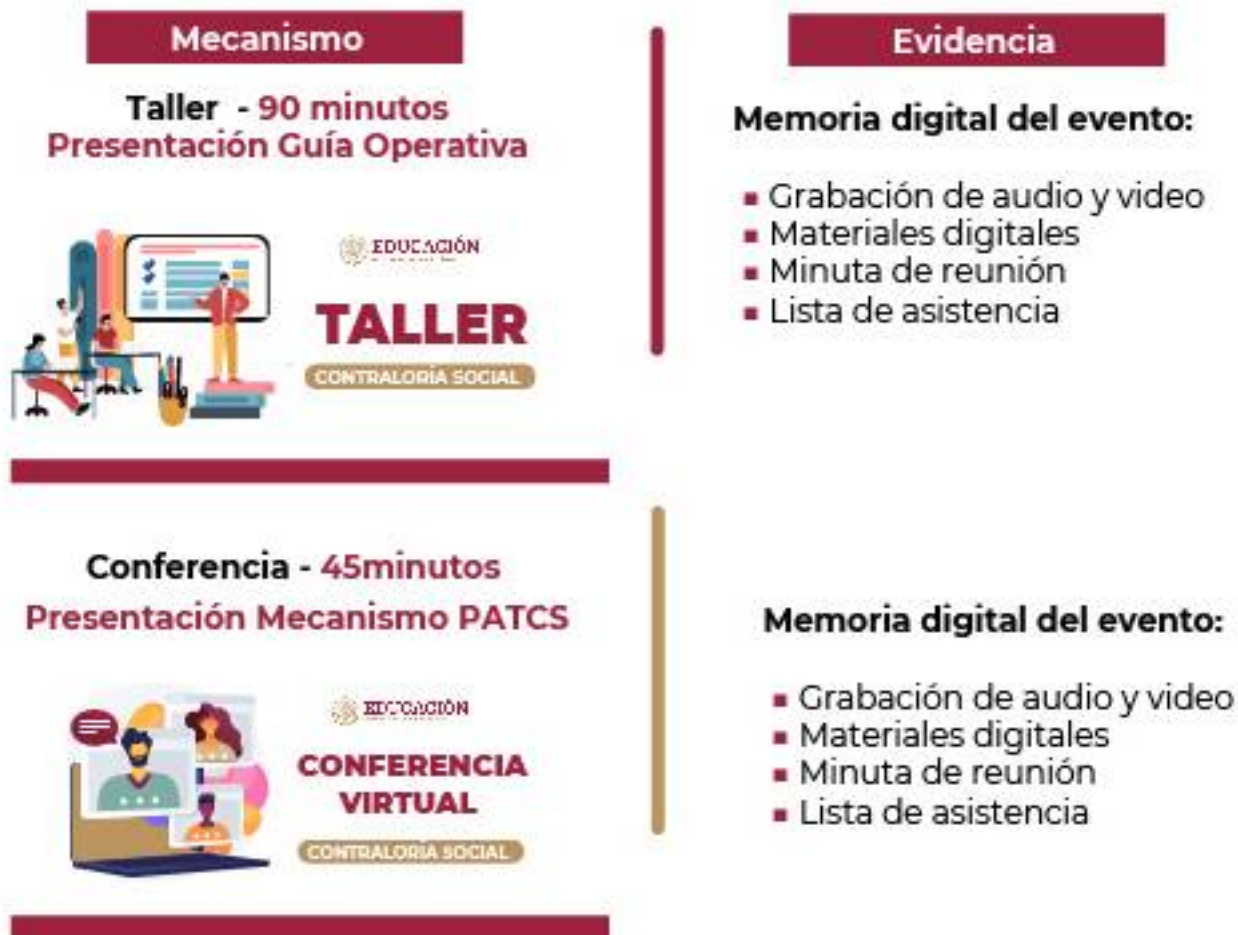 Mecanismo
Taller - 90 minutos
Presentación Guía Operativa
EDUCACIÓN
TALLER
CONTRALORÍA SOCIAL
Evidencia
Memoria digital del evento:
Grabación de audio y video
Materiales digitales
Minuta de reunión
Lista de asistencia
Conferencia - 45minutos
Presentación Mecanismo PATCS
EDUCACIÓN
CONFERENCIA
VIRTUAL
CONTRALORÍA SOCIAL
Memoria digital del evento:
Grabación de audio y video
Materiales digitales
Minuta de reunión
Lista de asistencia